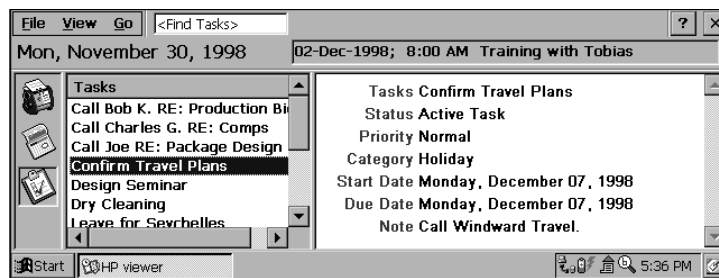 File View Go <Find Tasks> ? ×
Mon, November 30, 1998 02-Dec-1998; 8:00 AM Training with Tobias
Tasks
Call Bob K. RE: Production
Call Charles G. RE: Comps
Call Joe RE: Package Design
Confirm Travel Plans
Design Seminar
Dry Cleaning
Leave for Seychelles
Tasks Confirm Travel Plans
Status Active Task
Priority Normal
Category Holiday
Start Date Monday, December 07, 1998
Due Date Monday, December 07, 1998
Note Call Windward Travel.
Start HP viewer 5:36 PM